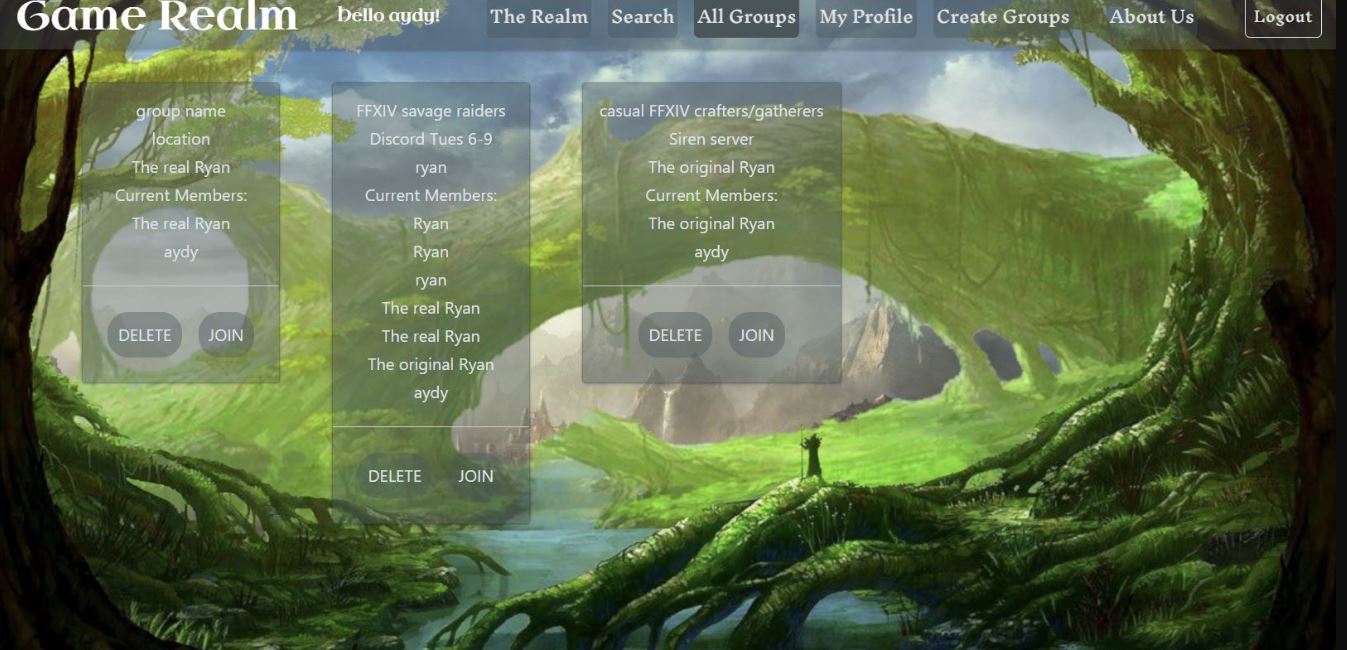 Game Realm
Hello aydy!
The Realm
Search
All Groups
My Profile
Create Groups
About Us
Logout
group name
location
The real Ryan
Current Members:
The real Ryan
aydy
DELETE
JOIN
FFXIV savage raiders
Discord Tues 6-9
ryan
Current Members:
Ryan
Ryan
ryan
The real Ryan
The real Ryan
The original Ryan
aydy
DELETE
JOIN
casual FFXIV crafters/gatherers
Siren server
The original Ryan
Current Members:
The original Ryan
aydy
DELETE
JOIN